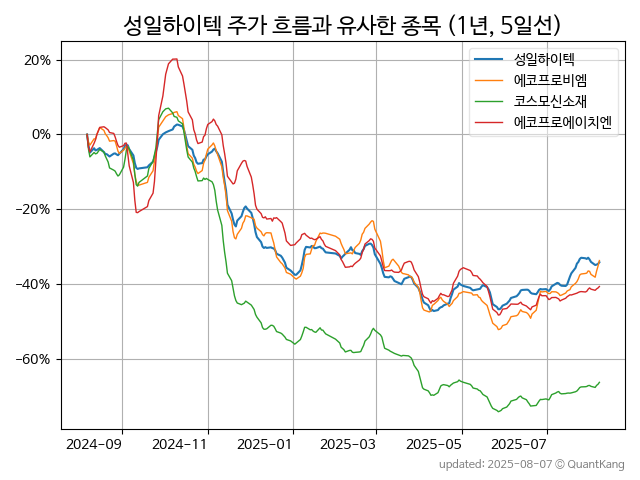 성일하이텍 주가 흐름과 유사한 종목 (1년, 5일선)
성일하이텍
에코프로비엠
코스모신소재
에코프로에이치엔
20%
0%
−20%
−40%
−60%
2024-09
2024-11
2025-01
2025-03
2025-05
2025-07
updated: 2025-08-07 © QuantKang